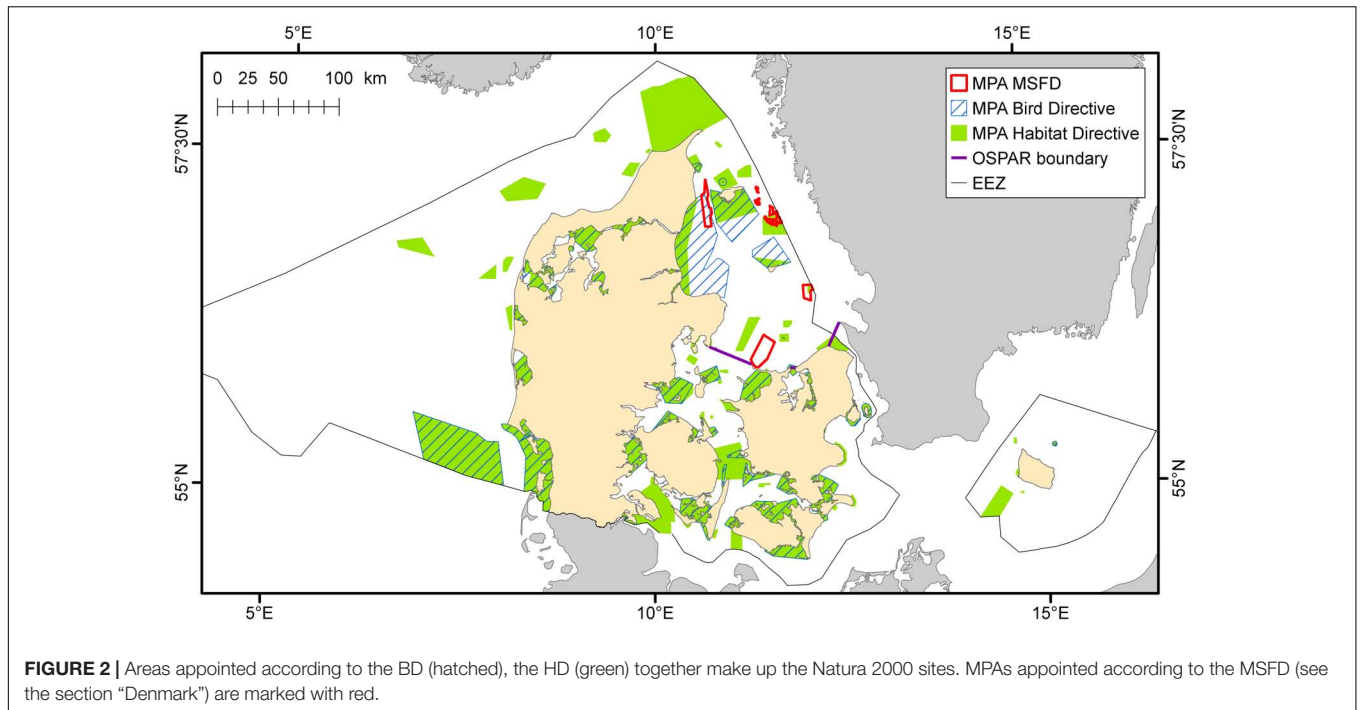 5°E 10°E 15°E
0 25 50 100 km
MPA MSFD
MPA Bird Directive
MPA Habitat Directive
OSPAR boundary
EEZ
57°30'N 57°30'N
55°N 55°N
5°E 10°E 15°E
FIGURE 2 | Areas appointed according to the BD (hatched), the HD (green) together make up the Natura 2000 sites. MPAs appointed according to the MSFD (see
the section “Denmark”) are marked with red.